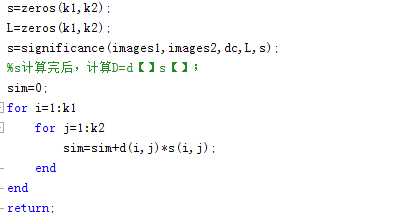 s=zeros(k1,k2);
L=zeros(k1,k2);
s=significance(images1,images2,dc,L,s);
%s计算完后，计算D=d【】s【】；
sim=0;
for i=1:k1
for j=1:k2
sim=sim+d(i,j)*s(i,j);
end
end
return;